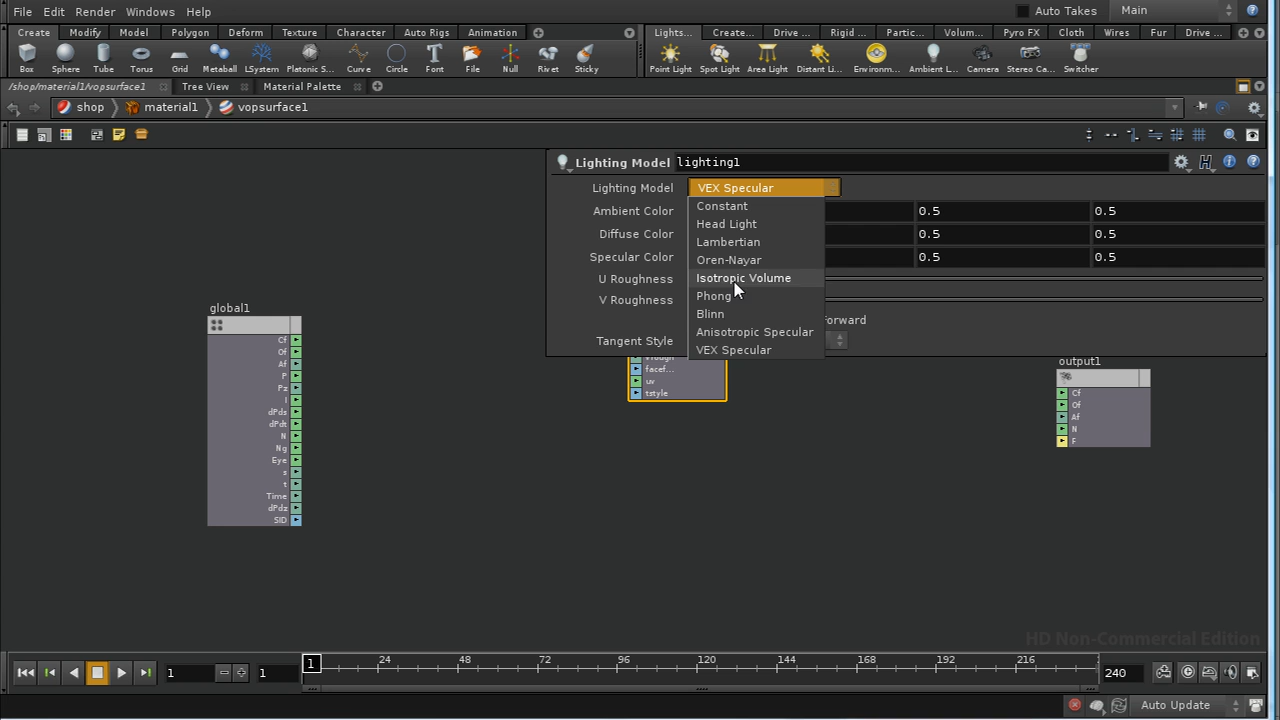 File Edit Render Windows Help
Auto Takes Main
Create Modify Model Polygon Deform Texture Character Auto Rigs Animation
Lights... Create... Drive ... Rigid ... Partic... Volum... Pyro FX Cloth Wires Fur Drive ...
Box Sphere Tube Torus Grid Metaball LSystem Platonic S... Curve Circle Font File Null Rivet Sticky
Point Light Spot Light Area Light Distant Li... Environm... Ambient L... Camera Stereo Ca... Switcher
/shop/material1/vopsurface1 Tree View Material Palette
shop material1 vopsurface1
Lighting Model lighting1
Lighting Model VEX Specular
Constant
Ambient Color 0.5 0.5
Head Light
Diffuse Color 0.5 0.5
Lambertian
Specular Color 0.5 0.5
Oren-Nayar
U Roughness Isotropic Volume
V Roughness Phong
Blinn
orward
Anisotropic Specular
Tangent Style
VEX Specular
global1
Cf
Of
Af
P
Pz
I
dPds
dPdt
N
Ng
Eye
s
t
Time
dPdz
SID
facef...
uv
tstyle
output1
Cf
Of
Af
N
F
HD Non-Commercial Edition
1 1 1 24 48 72 96 120 144 168 192 216 240
Auto Update